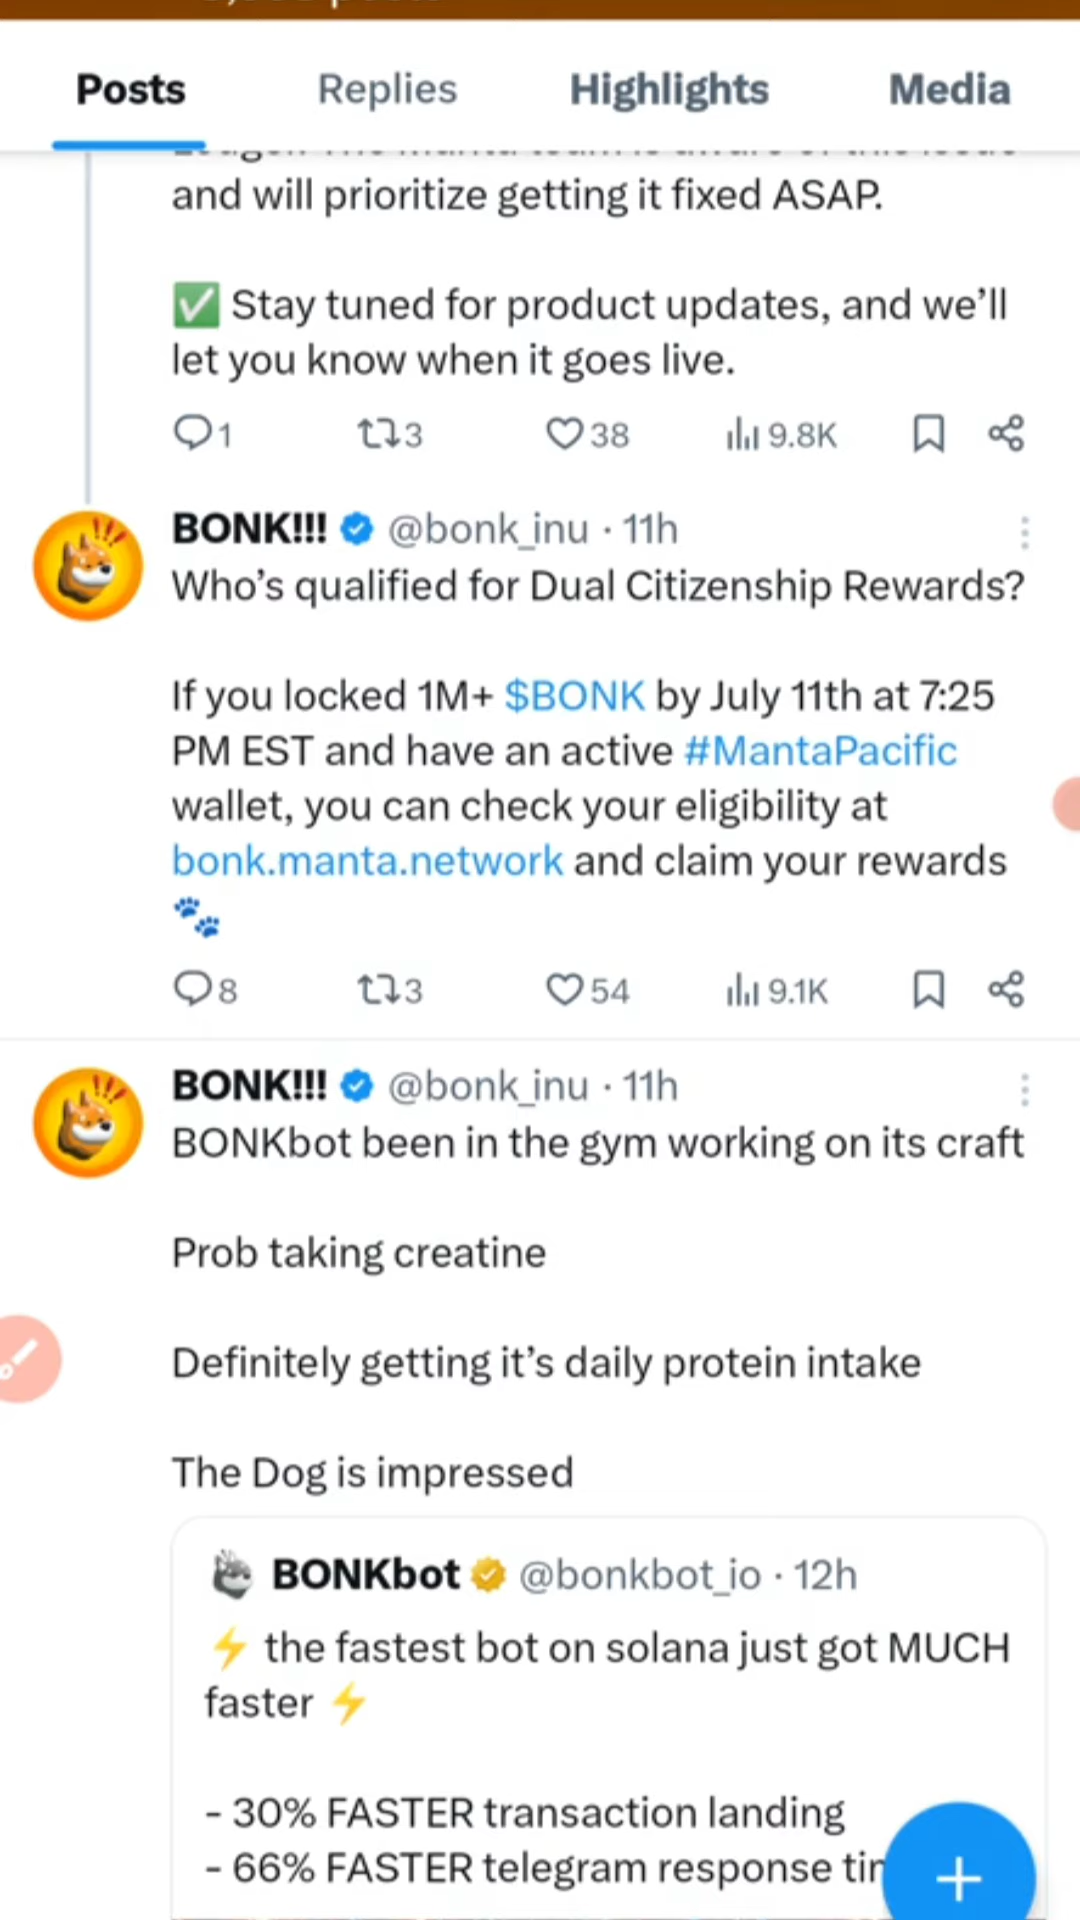 Posts Replies Highlights Media
and will prioritize getting it fixed ASAP.
✅ Stay tuned for product updates, and we’ll
let you know when it goes live.
1 3 38 9.8K
BONK!!! @bonk_inu · 11h
Who’s qualified for Dual Citizenship Rewards?
If you locked 1M+ $BONK by July 11th at 7:25
PM EST and have an active #MantaPacific
wallet, you can check your eligibility at
bonk.manta.network and claim your rewards
🐾
8 3 54 9.1K
BONK!!! @bonk_inu · 11h
BONKbot been in the gym working on its craft
Prob taking creatine
Definitely getting it’s daily protein intake
The Dog is impressed
BONKbot @bonkbot_io · 12h
⚡ the fastest bot on solana just got MUCH
faster ⚡
- 30% FASTER transaction landing
- 66% FASTER telegram response